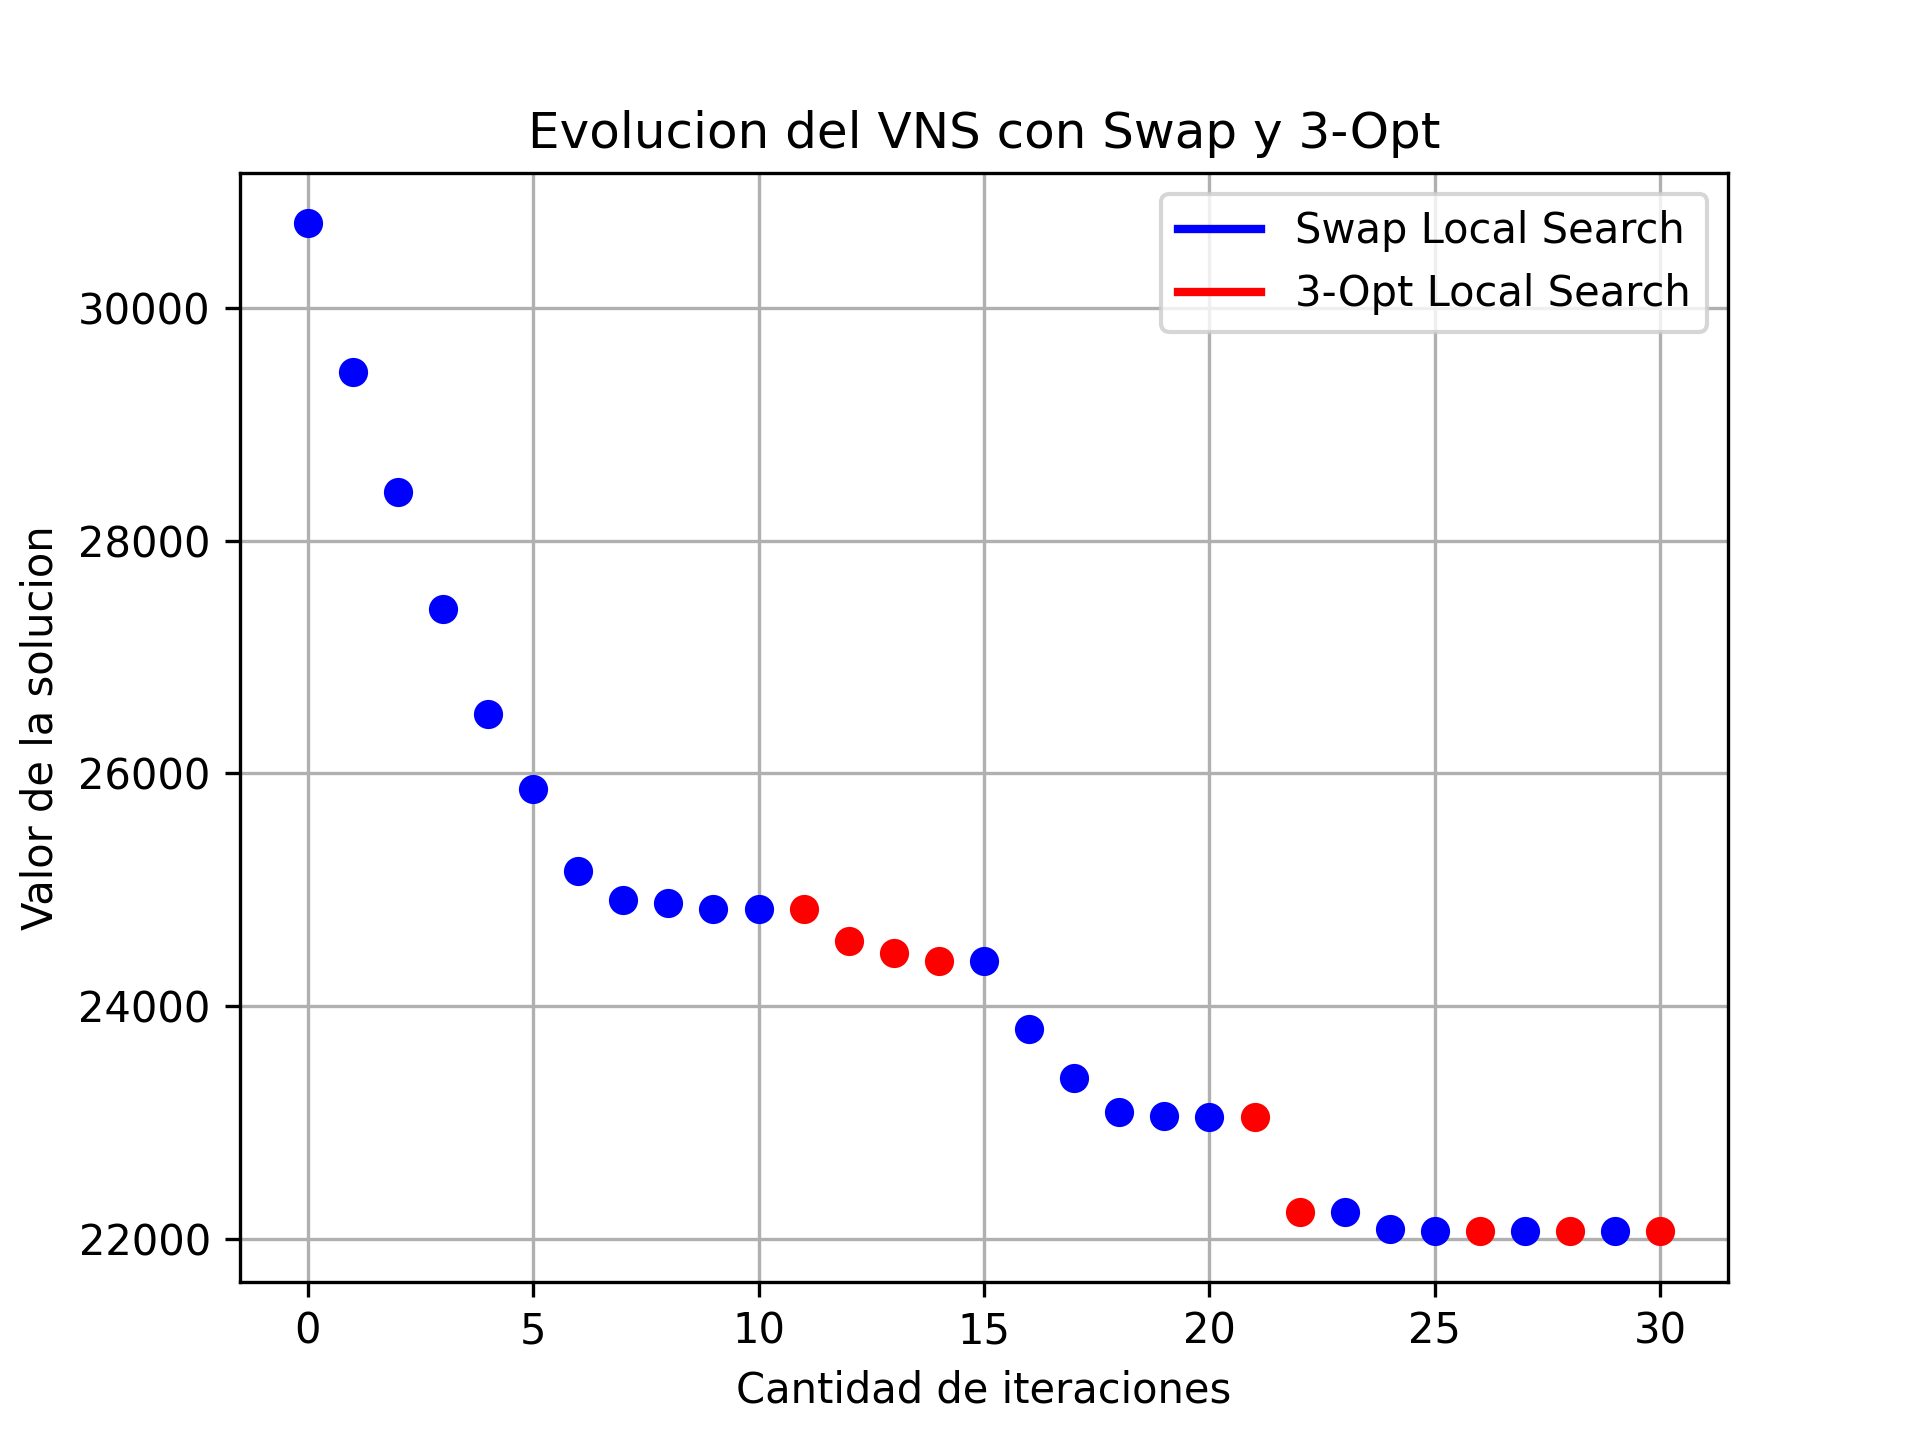 Evolucion del VNS con Swap y 3-Opt
Swap Local Search
3-Opt Local Search
Valor de la solucion
30000
28000
26000
24000
22000
0 5 10 15 20 25 30
Cantidad de iteraciones